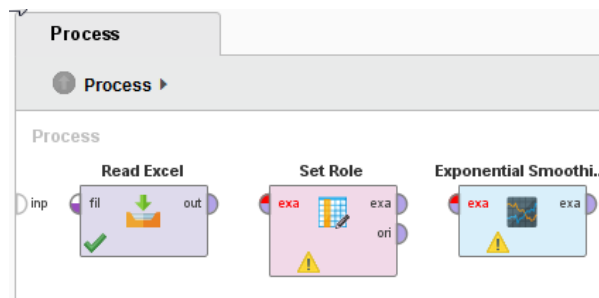 Process
Process
Process
Read Excel
Set Role
Exponential Smoothi..
inp
fil
out
exa
exa
ori
exa
exa